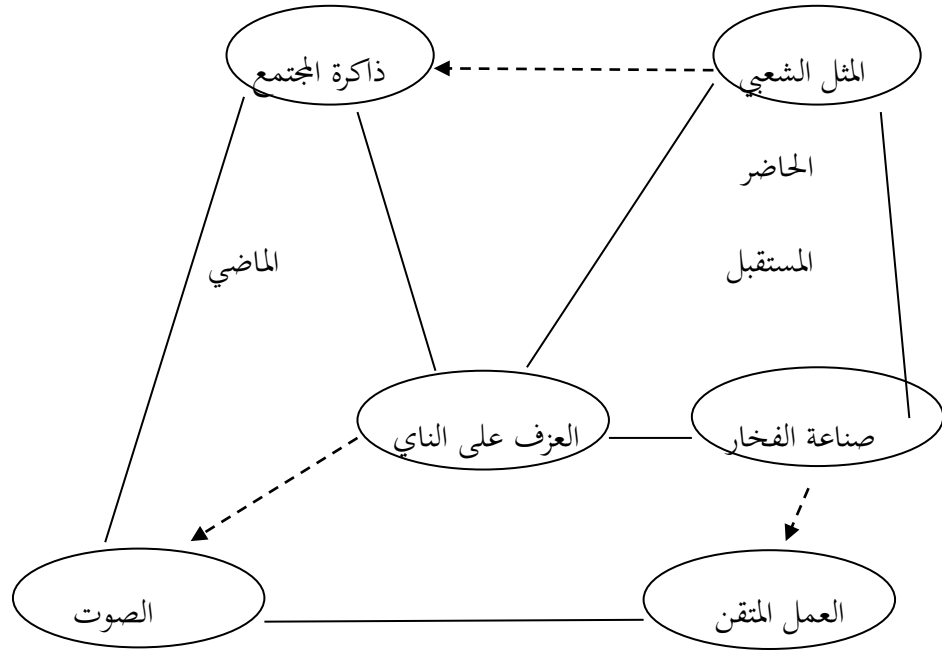 المثل الشعبي
ذاكرة المجتمع
الحاضر
الماضي
المستقبل
صناعة الفخار
العزف على الناي
العمل المتقن
الصوت